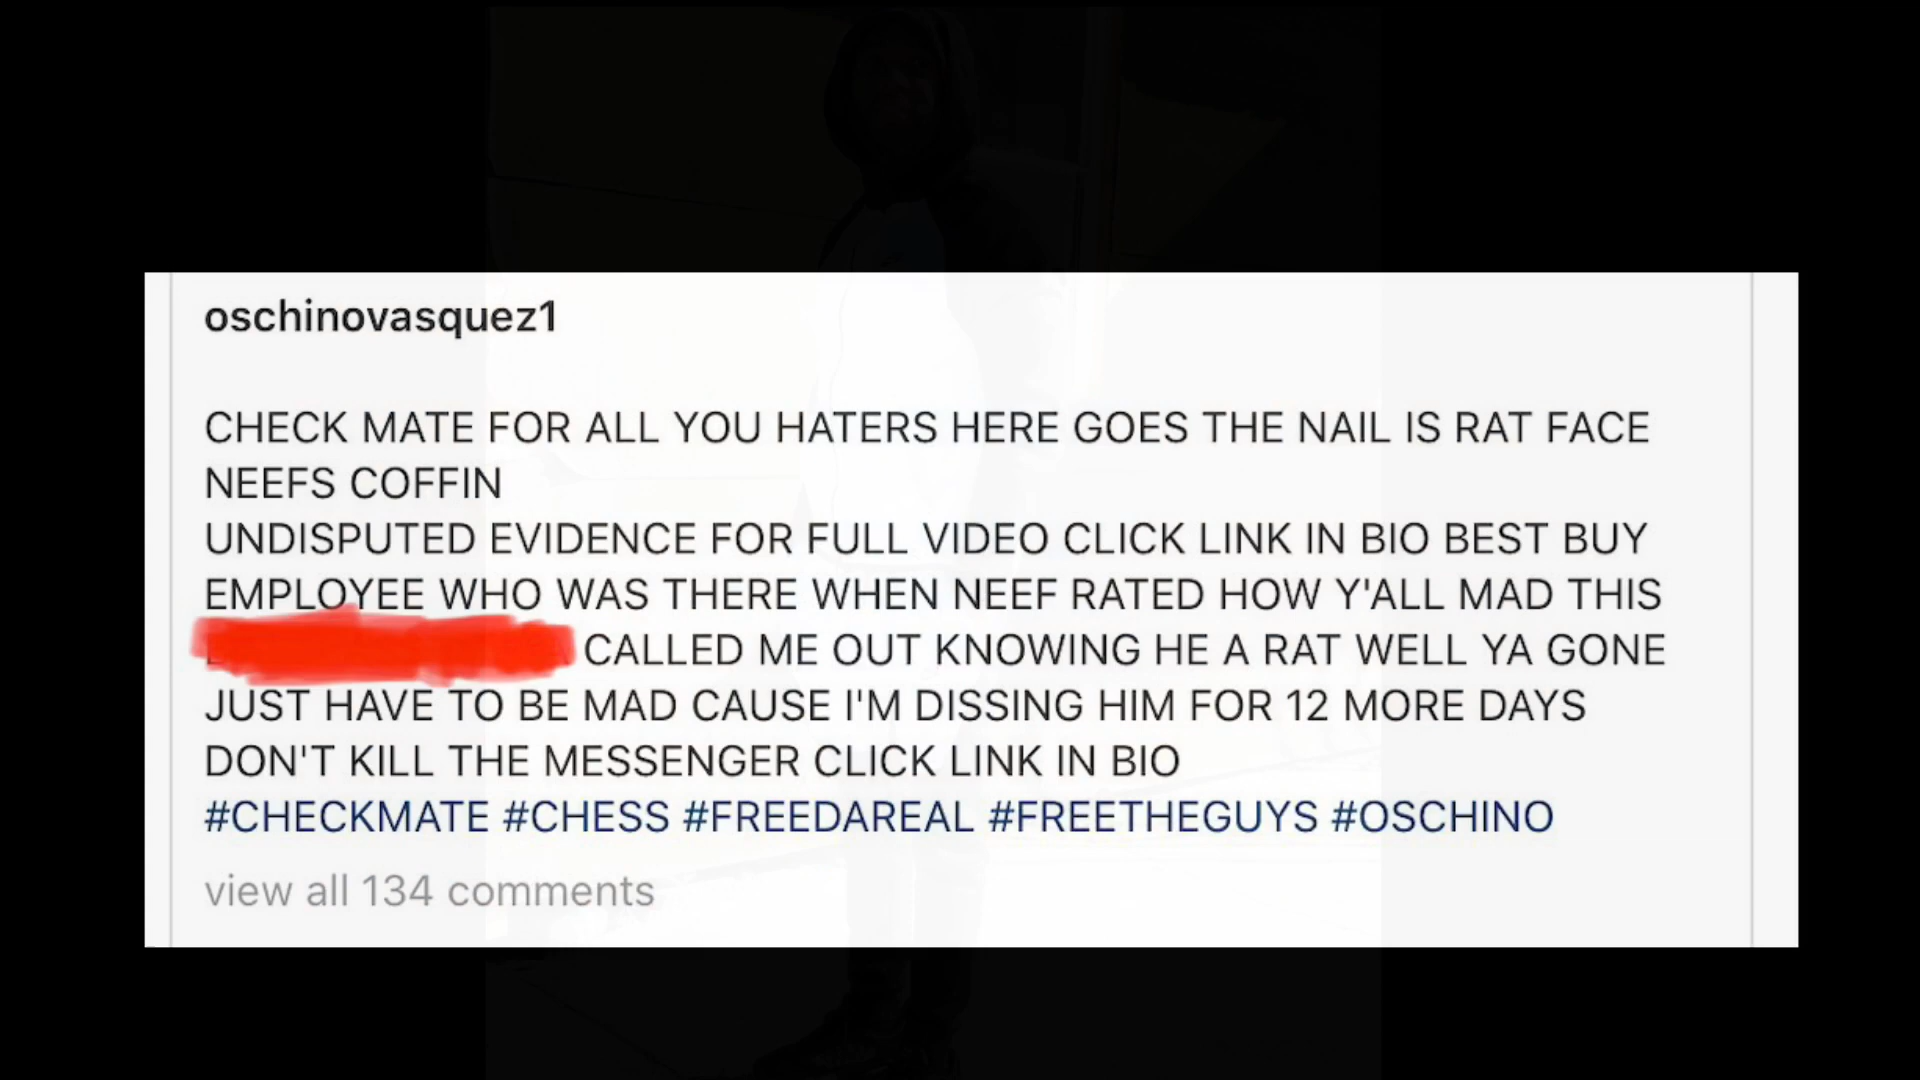 oschinovasquez1
CHECK MATE FOR ALL YOU HATERS HERE GOES THE NAIL IS RAT FACE
NEEFS COFFIN
UNDISPUTED EVIDENCE FOR FULL VIDEO CLICK LINK IN BIO BEST BUY
EMPLOYEE WHO WAS THERE WHEN NEEF RATED HOW Y'ALL MAD THIS
CALLED ME OUT KNOWING HE A RAT WELL YA GONE
JUST HAVE TO BE MAD CAUSE I'M DISSING HIM FOR 12 MORE DAYS
DON'T KILL THE MESSENGER CLICK LINK IN BIO
#CHECKMATE #CHESS #FREEDAREAL #FREETHEGUYS #OSCHINO
view all 134 comments